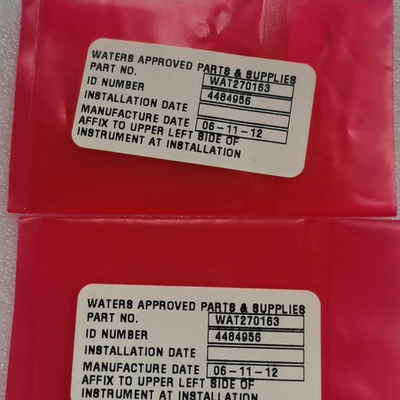 WATERS APPROVED PARTS & SUPPLIES
PART NO. WAT270163
ID NUMBER 4484956
INSTALLATION DATE
MANUFACTURE DATE 06-11-12
AFFIX TO UPPER LEFT SIDE OF
INSTRUMENT AT INSTALLATION
WATERS APPROVED PARTS & SUPPLIES
PART NO. WAT270163
ID NUMBER 4484956
INSTALLATION DATE
MANUFACTURE DATE 06-11-12
AFFIX TO UPPER LEFT SIDE OF
INSTRUMENT AT INSTALLATION